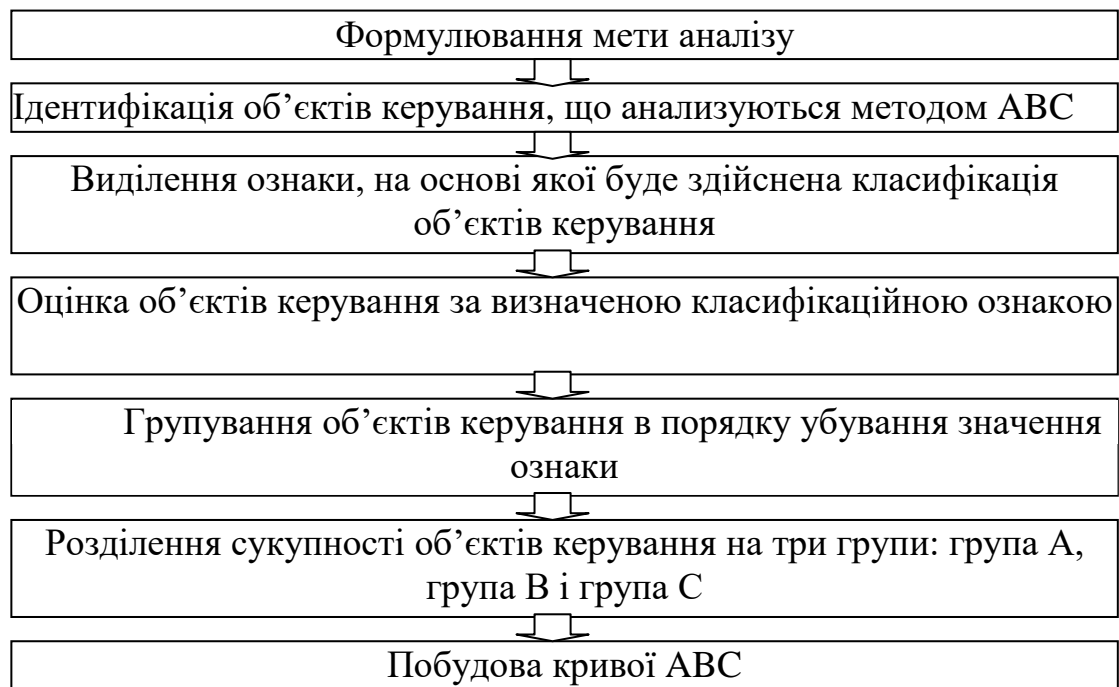 Формулювання мети аналізу
Ідентифікація об’єктів керування, що анализуються методом АВС
Виділення ознаки, на основі якої буде здійснена класифікація
об’єктів керування
Оцінка об’єктів керування за визначеною класифікаційною ознакою
Групування об’єктів керування в порядку убування значення
ознаки
Розділення сукупності об’єктів керування на три групи: група А,
група В і група С
Побудова кривої АВС